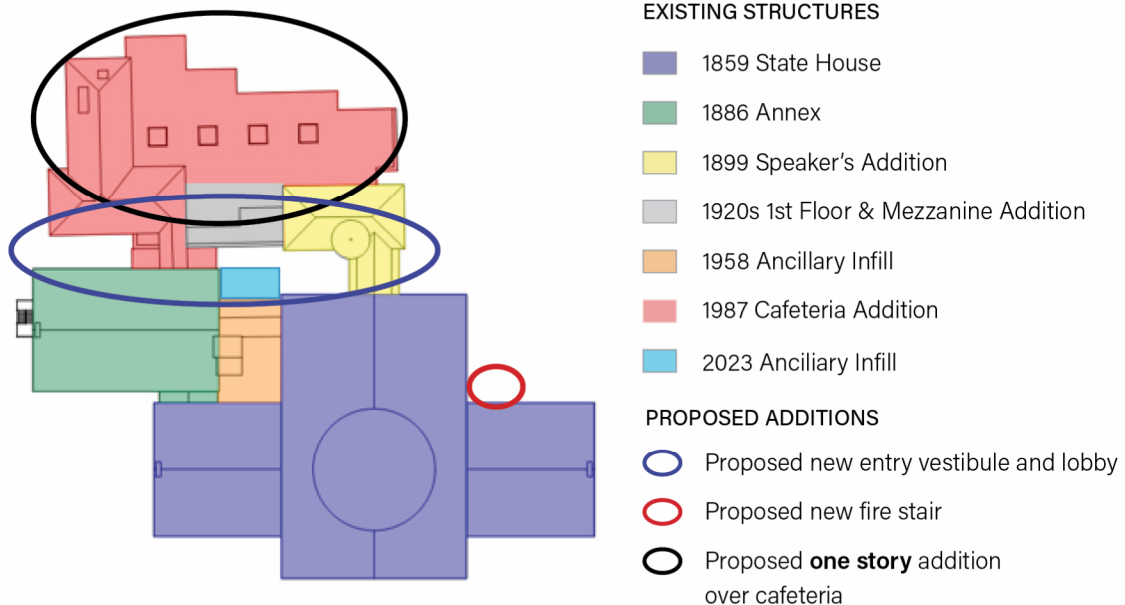 EXISTING STRUCTURES
1859 State House
1886 Annex
1899 Speaker's Addition
1920s 1st Floor & Mezzanine Addition
1958 Ancillary Infill
1987 Cafeteria Addition
2023 Anciliary Infill
PROPOSED ADDITIONS
Proposed new entry vestibule and lobby
Proposed new fire stair
Proposed one story addition
over cafeteria